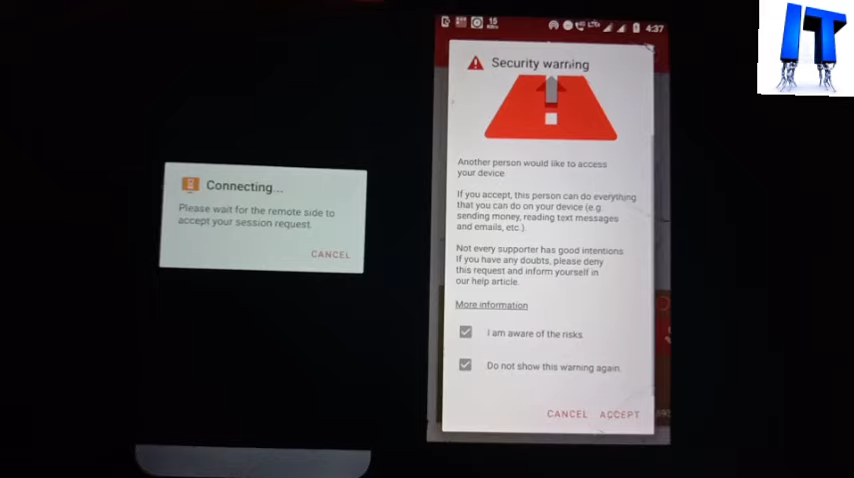 IT
15
4:37
Security warning
Another person would like to access
your device.
If you accept, this person can do everything
that you can do on your device (e.g.
sending money, reading text messages
and emails, etc.).
Not every supporter has good intentions.
If you have any doubts, please deny
this request and inform yourself in
our help article.
More information
I am aware of the risks
Do not show this warning again.
CANCEL ACCEPT
Connecting...
Please wait for the remote side to
accept your session request.
CANCEL